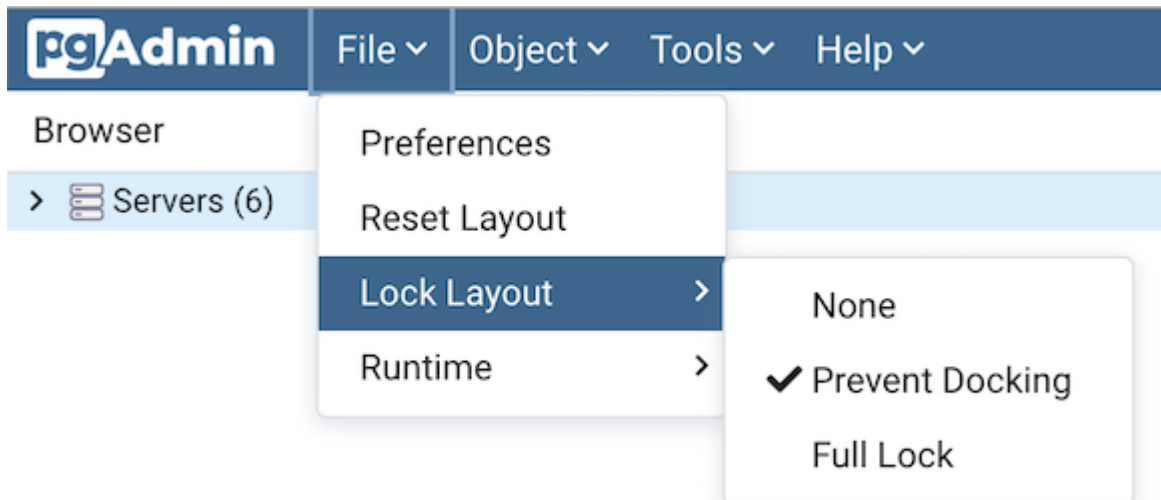 pgAdmin File Object Tools Help
Browser
Servers (6)
Preferences
Reset Layout
Lock Layout
Runtime
None
Prevent Docking
Full Lock